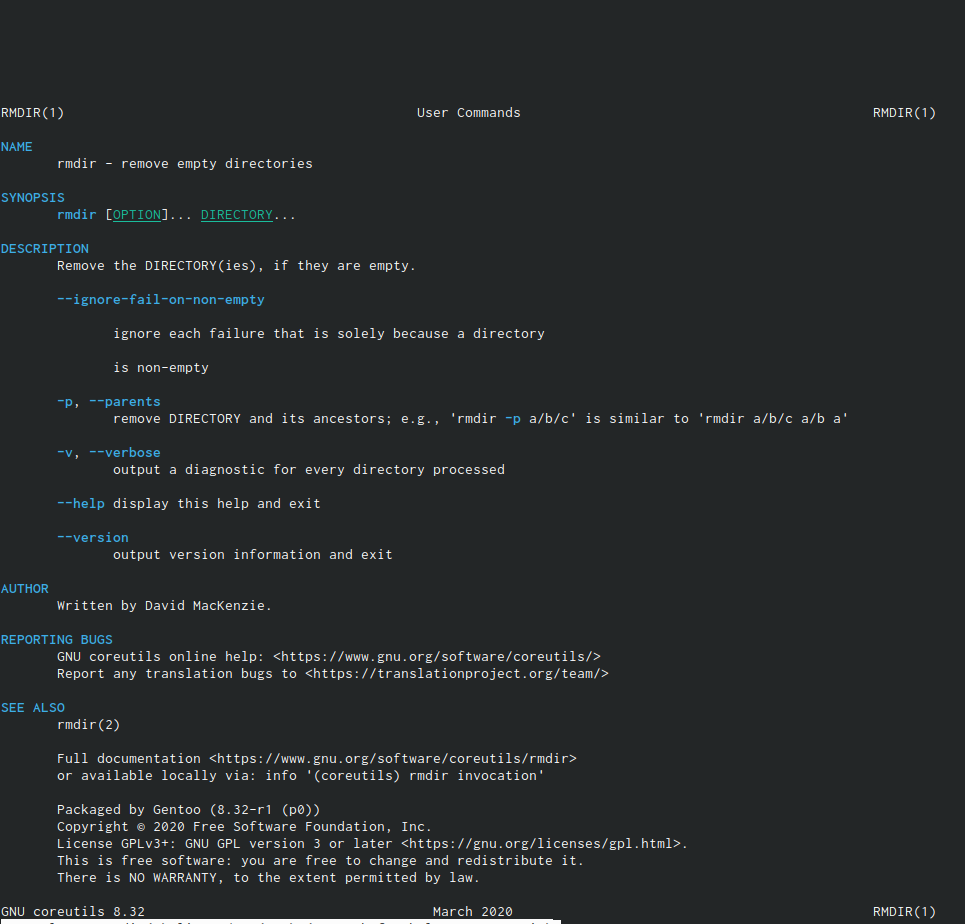 RMDIR(1) User Commands RMDIR(1)
NAME
rmdir - remove empty directories
SYNOPSIS
rmdir [OPTION]... DIRECTORY...
DESCRIPTION
Remove the DIRECTORY(ies), if they are empty.
--ignore-fail-on-non-empty
ignore each failure that is solely because a directory
is non-empty
-p, --parents
remove DIRECTORY and its ancestors; e.g., 'rmdir -p a/b/c' is similar to 'rmdir a/b/c a/b a'
-v, --verbose
output a diagnostic for every directory processed
--help display this help and exit
--version
output version information and exit
AUTHOR
Written by David MacKenzie.
REPORTING BUGS
GNU coreutils online help: <https://www.gnu.org/software/coreutils/>
Report any translation bugs to <https://translationproject.org/team/>
SEE ALSO
rmdir(2)
Full documentation <https://www.gnu.org/software/coreutils/rmdir>
or available locally via: info '(coreutils) rmdir invocation'
Packaged by Gentoo (8.32-r1 (p0))
Copyright © 2020 Free Software Foundation, Inc.
License GPLv3+: GNU GPL version 3 or later <https://gnu.org/licenses/gpl.html>.
This is free software: you are free to change and redistribute it.
There is NO WARRANTY, to the extent permitted by law.
GNU coreutils 8.32 March 2020 RMDIR(1)